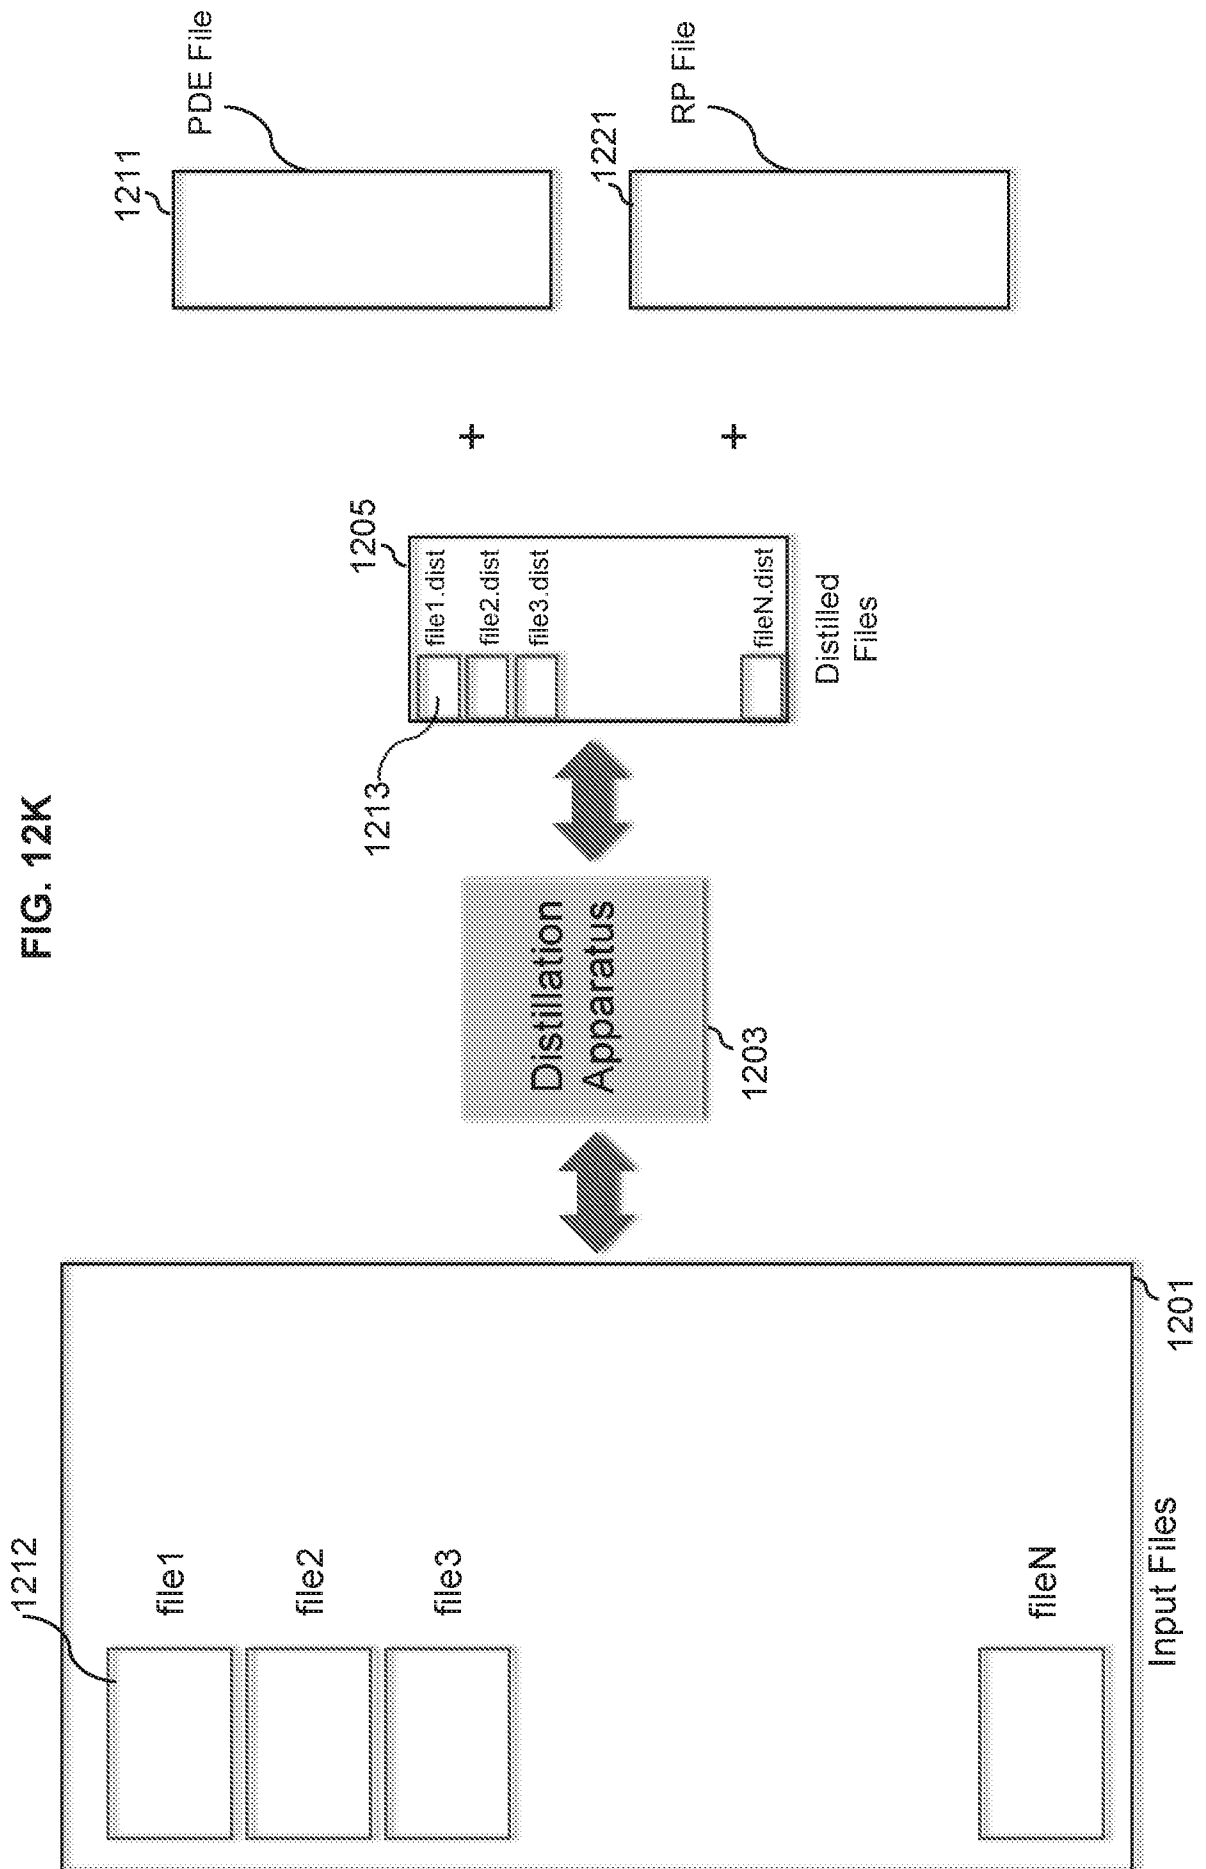 FIG. 12K
1212
file1
file2
file3
fileN
Input Files
1201
Distillation
Apparatus
1203
1213
1205
file1.dist
file2.dist
file3.dist
fileN.dist
Distilled
Files
+
+
1211
PDE File
1221
RP File